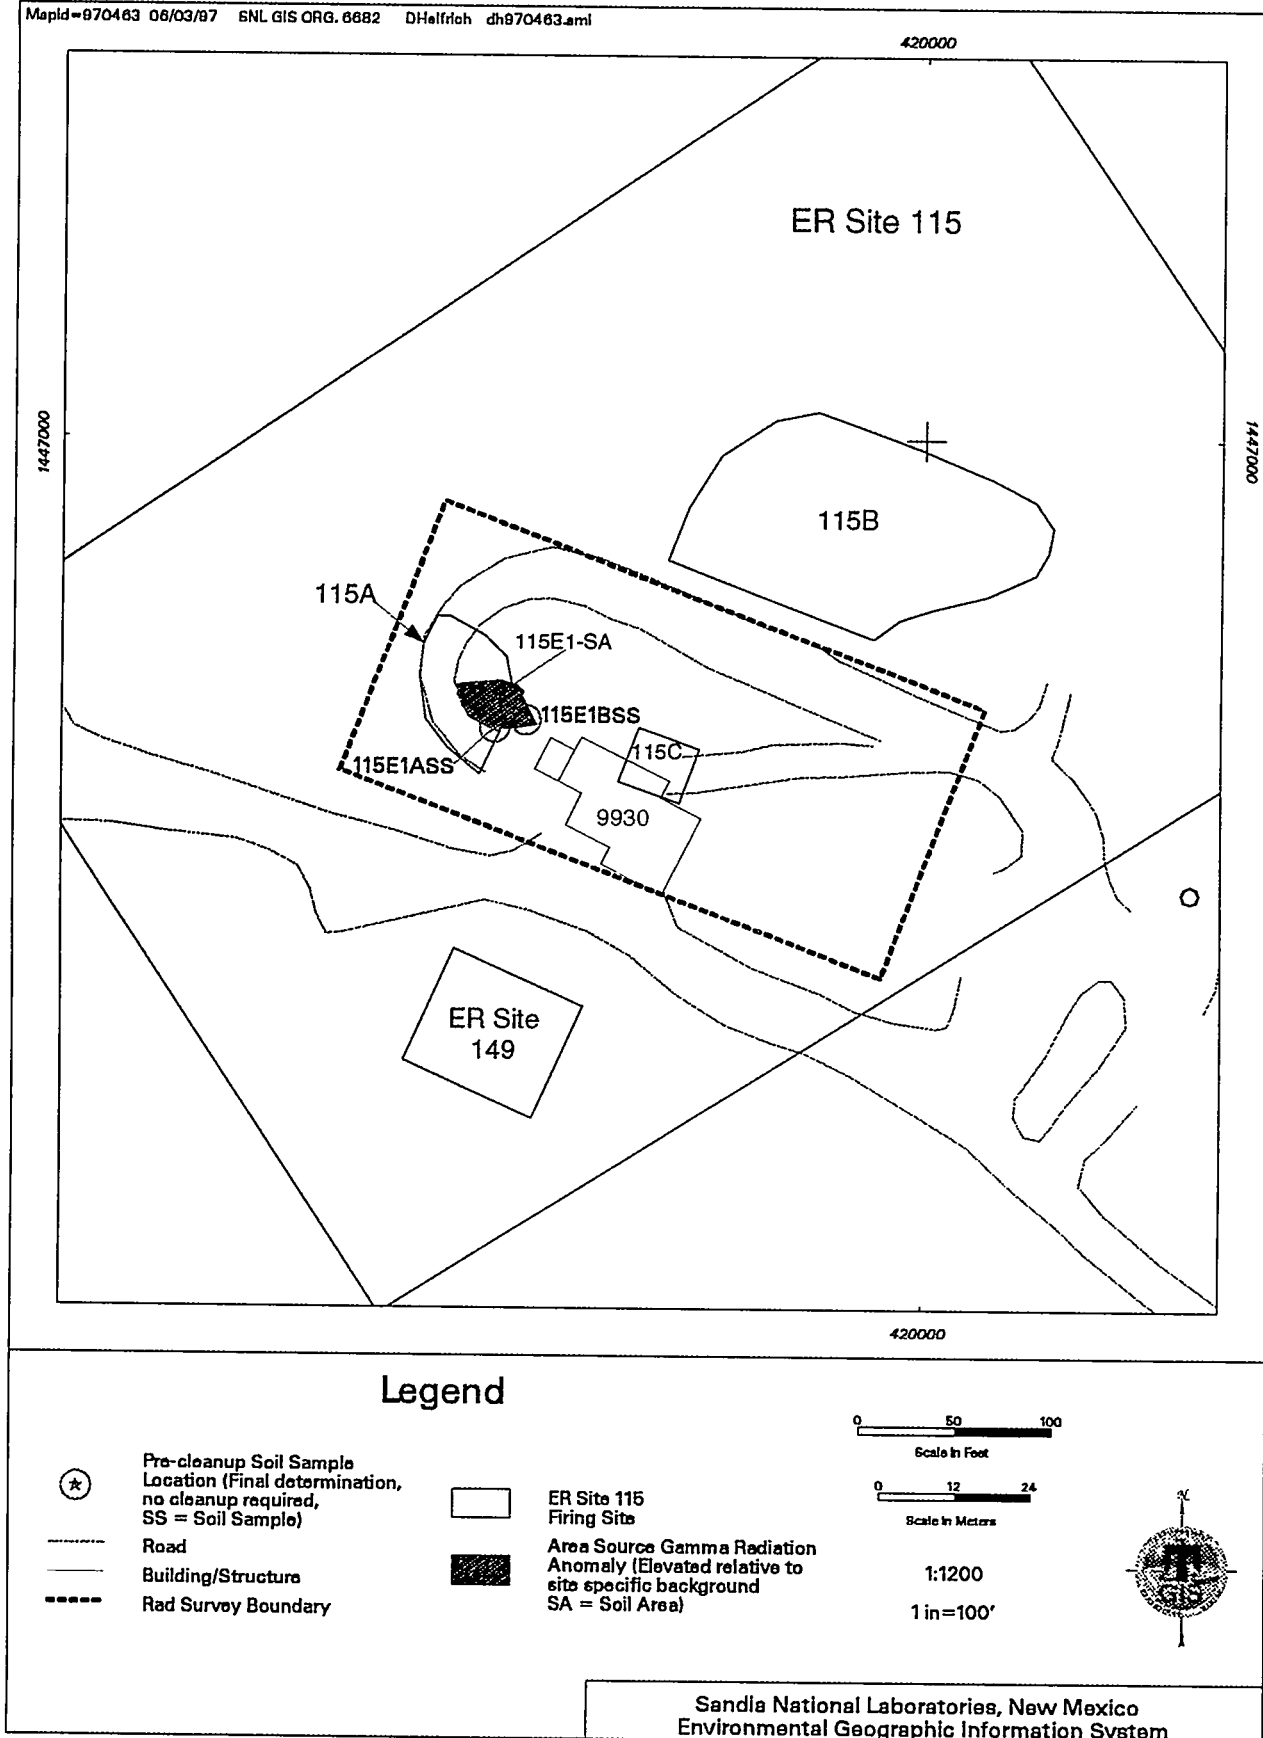 MapId=970463 06/03/97 SNL GIS ORG. 6682 DHelfrich dh970463.aml
420000
ER Site 115
1447000
1447000
115B
115A
115E1-SA
115E1BSS
115C
115E1ASS
9930
ER Site
149
420000
Legend
Pre-cleanup Soil Sample
Location (Final determination,
no cleanup required,
SS = Soil Sample)
Road
Building/Structure
Rad Survey Boundary
ER Site 115
Firing Site
Area Source Gamma Radiation
Anomaly (Elevated relative to
site specific background
SA = Soil Area)
0 50 100
Scale in Feet
0 12 24
Scale in Meters
1:1200
1 in=100'
N
GIS
Sandia National Laboratories, New Mexico
Environmental Geographic Information System